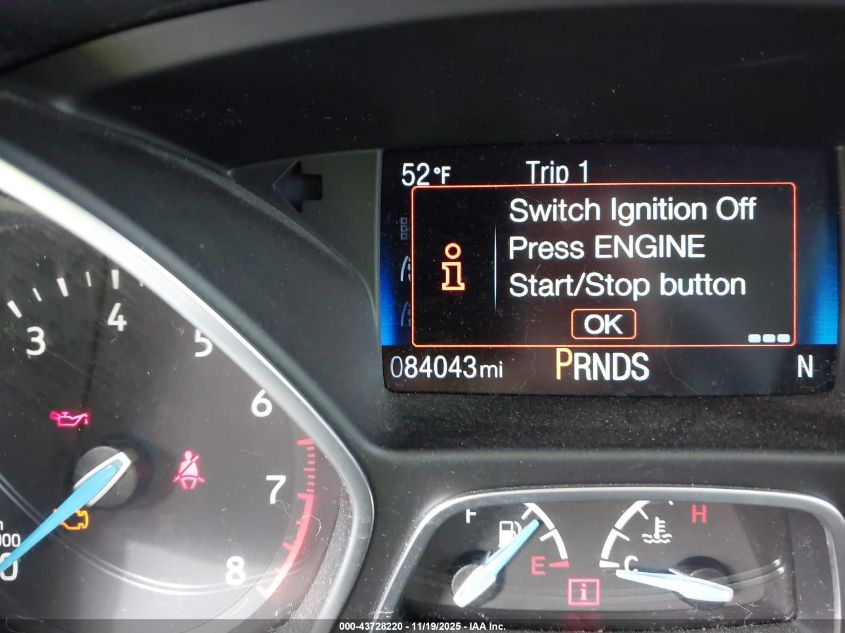 52°F Trip 1
Switch Ignition Off
Press ENGINE
Start/Stop button
OK
084043mi PRNDS N
3 4 5 6 7 8
0
F E
C H
000-43728220 - 11/19/2025 - IAA Inc.